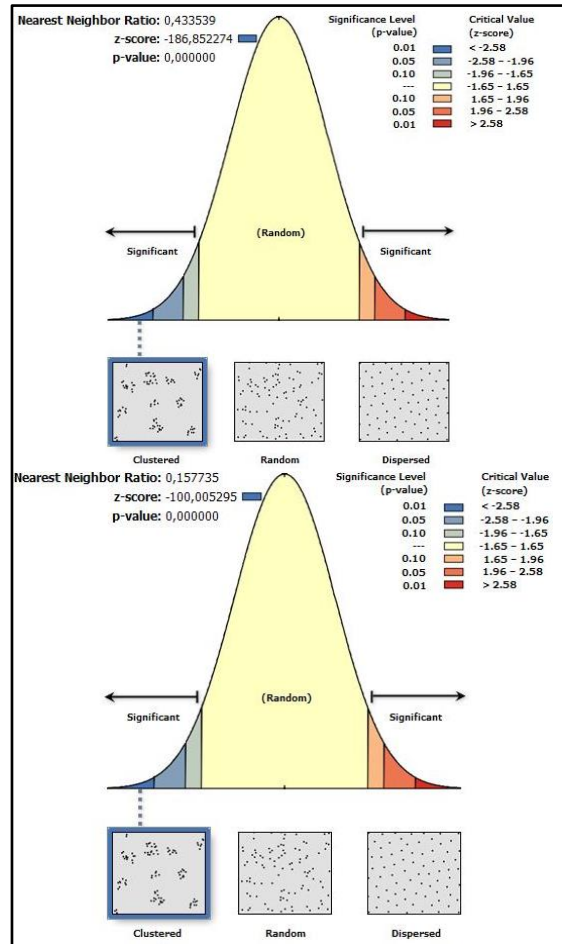 Nearest Neighbor Ratio: 0,433539
z-score: -186,852274
p-value: 0,000000
Significance Level (p-value) Critical Value (z-score)
0.01 < -2.58
0.05 -2.58 – -1.96
0.10 -1.96 – -1.65
--- -1.65 – 1.65
0.10 1.65 – 1.96
0.05 1.96 – 2.58
0.01 > 2.58
Significant (Random) Significant
Clustered Random Dispersed
Nearest Neighbor Ratio: 0,157735
z-score: -100,005295
p-value: 0,000000
Significance Level (p-value) Critical Value (z-score)
0.01 < -2.58
0.05 -2.58 – -1.96
0.10 -1.96 – -1.65
--- -1.65 – 1.65
0.10 1.65 – 1.96
0.05 1.96 – 2.58
0.01 > 2.58
Significant (Random) Significant
Clustered Random Dispersed